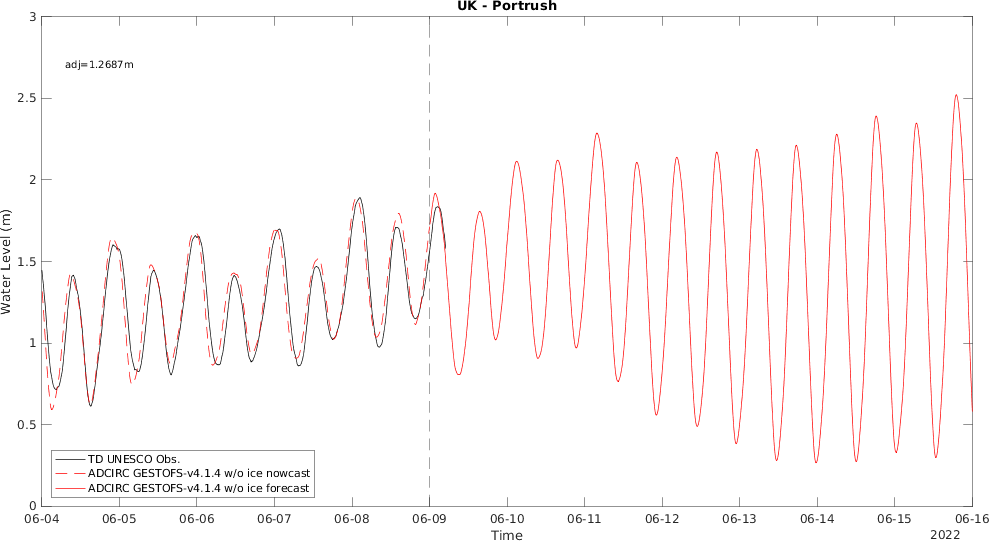 UK - Portrush
adj=1.2687m
3
2.5
2
1.5
1
0.5
0
Water Level (m)
TD UNESCO Obs.
ADCIRC GESTOFS-v4.1.4 w/o ice nowcast
ADCIRC GESTOFS-v4.1.4 w/o ice forecast
06-04 06-05 06-06 06-07 06-08 06-09 06-10 06-11 06-12 06-13 06-14 06-15 06-16
Time
2022